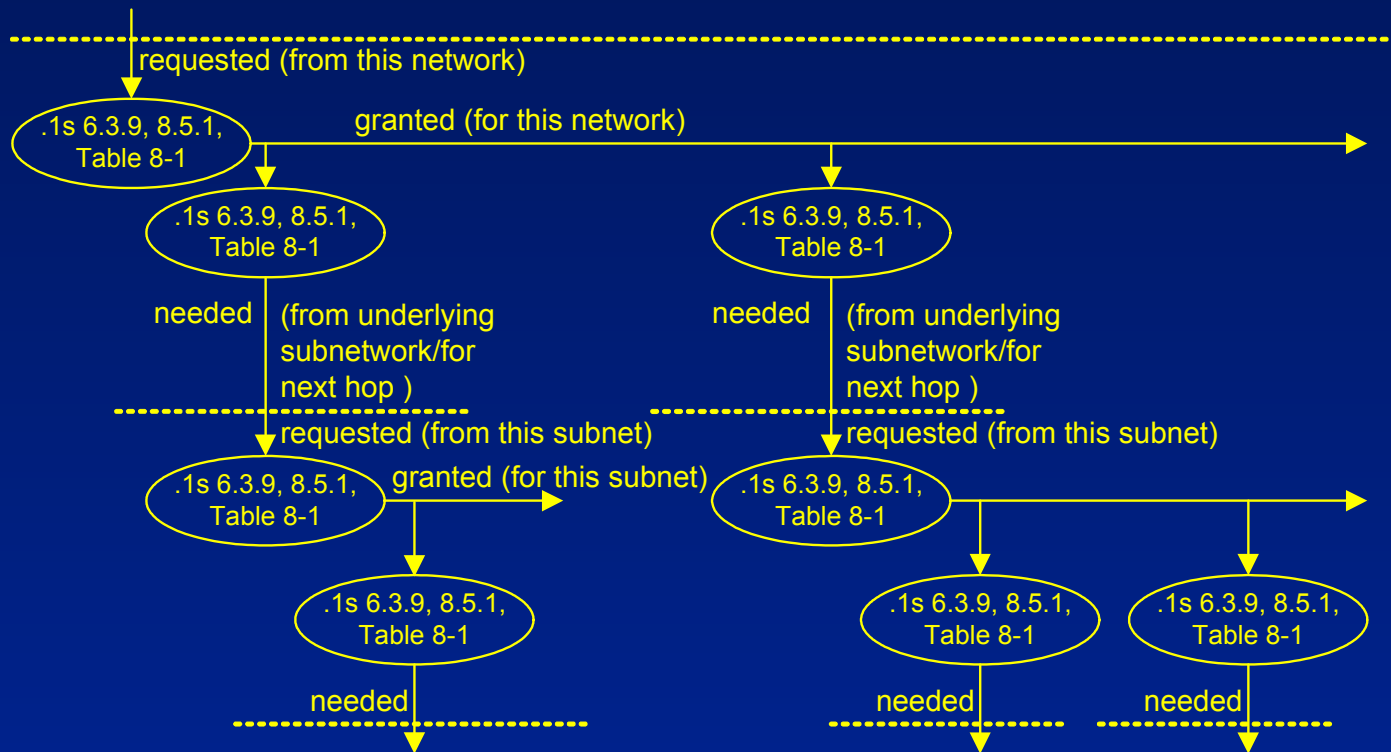 requested (from this network)
.1s 6.3.9, 8.5.1,
Table 8-1
granted (for this network)
.1s 6.3.9, 8.5.1,
Table 8-1
.1s 6.3.9, 8.5.1,
Table 8-1
needed
(from underlying
subnetwork/for
next hop )
needed
(from underlying
subnetwork/for
next hop )
requested (from this subnet)
requested (from this subnet)
.1s 6.3.9, 8.5.1,
Table 8-1
granted (for this subnet)
.1s 6.3.9, 8.5.1,
Table 8-1
.1s 6.3.9, 8.5.1,
Table 8-1
.1s 6.3.9, 8.5.1,
Table 8-1
.1s 6.3.9, 8.5.1,
Table 8-1
needed
needed
needed